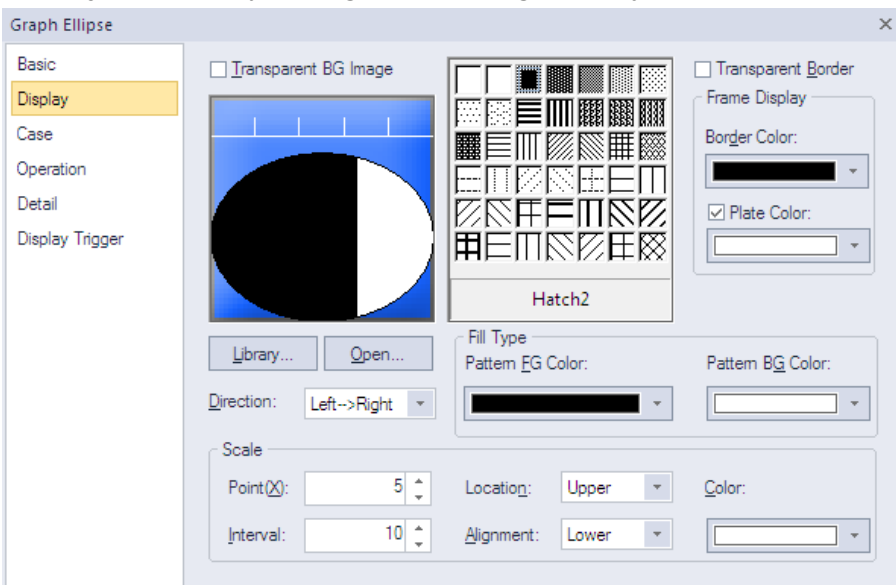 Graph Ellipse
Basic
Display
Case
Operation
Detail
Display Trigger
Transparent BG Image
Hatch2
Transparent Border
Frame Display
Border Color:
Plate Color:
Library...
Open...
Direction: Left-->Right
Fill Type
Pattern FG Color:
Pattern BG Color:
Scale
Point(X): 5 Location: Upper Color:
Interval: 10 Alignment: Lower